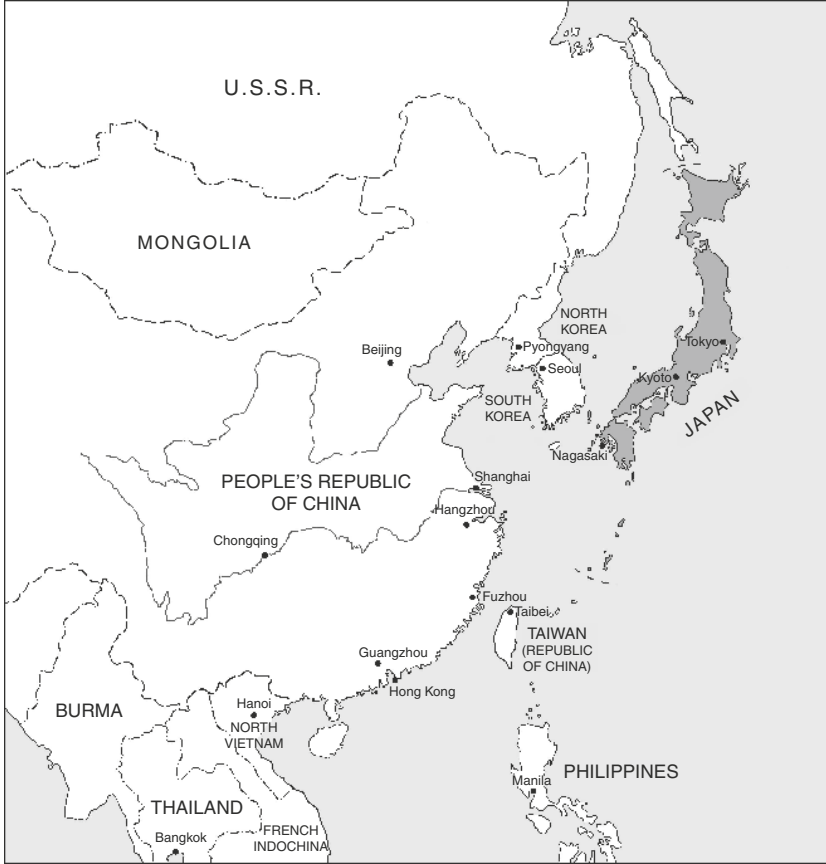 U.S.S.R.
MONGOLIA
NORTH
KOREA
Beijing
Pyongyang
Tokyo
Seoul
Kyoto
SOUTH
KOREA
JAPAN
Nagasaki
PEOPLE'S REPUBLIC
OF CHINA
Shanghai
Hangzhou
Chongqing
Fuzhou
Taibei
TAIWAN
(REPUBLIC
OF CHINA)
Guangzhou
Hong Kong
BURMA
Hanoi
NORTH
VIETNAM
PHILIPPINES
Manila
THAILAND
Bangkok
FRENCH
INDOCHINA